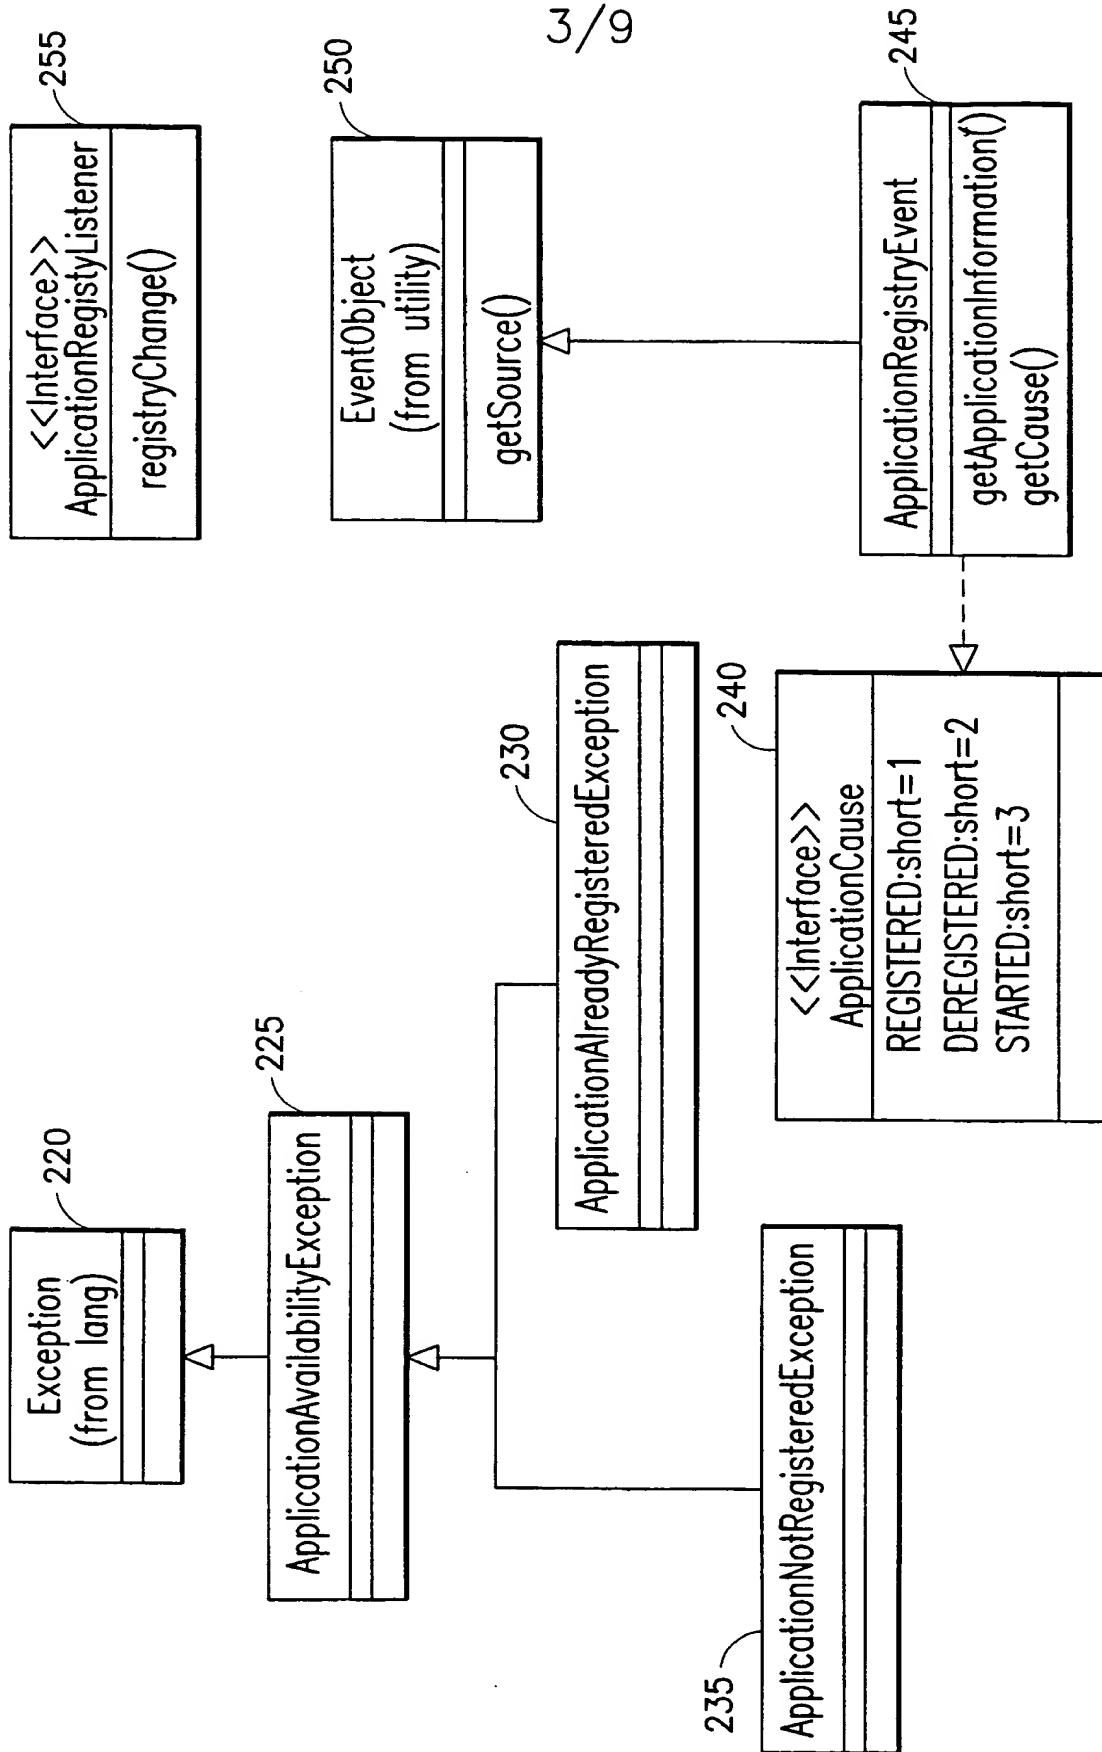 3/9
Exception
(from lang)
220
ApplicationAvailabilityException
225
ApplicationNotRegisteredException
235
ApplicationAlreadyRegisteredException
230
<<Interface>>
ApplicationCause
REGISTERED:short=1
DEREGISTERED:short=2
STARTED:short=3
240
<<Interface>>
ApplicationRegistyListener
registryChange()
255
EventObject
(from utility)
getSource()
250
ApplicationRegistryEvent
getApplicationInformation()
getCause()
245